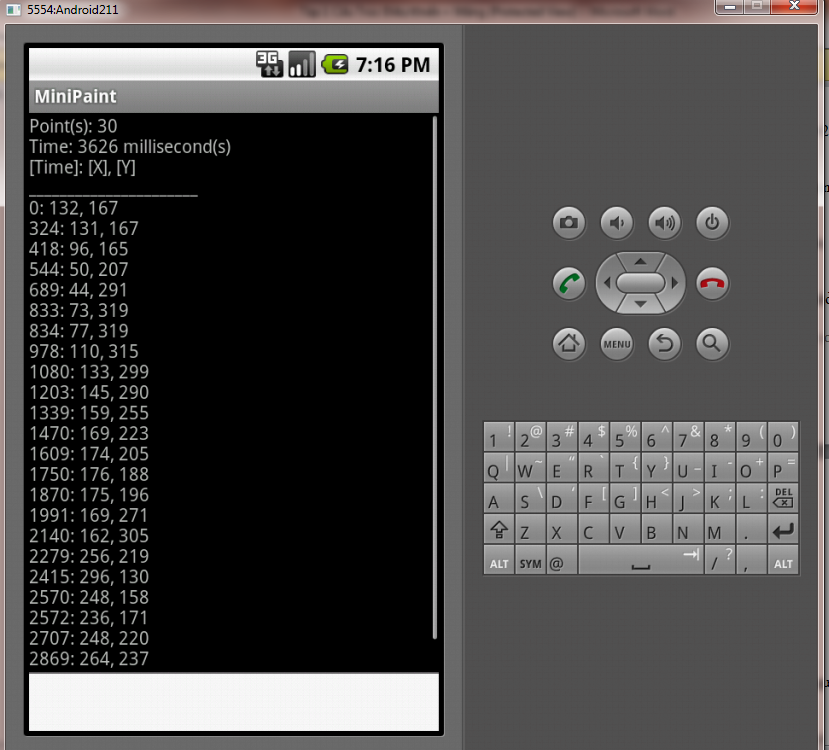 5554:Android211
3G 7:16 PM
MiniPaint
Point(s): 30
Time: 3626 millisecond(s)
[Time]: [X], [Y]
______________________
0: 132, 167
324: 131, 167
418: 96, 165
544: 50, 207
689: 44, 291
833: 73, 319
834: 77, 319
978: 110, 315
1080: 133, 299
1203: 145, 290
1339: 159, 255
1470: 169, 223
1609: 174, 205
1750: 176, 188
1870: 175, 196
1991: 169, 271
2140: 162, 305
2279: 256, 219
2415: 296, 130
2570: 248, 158
2572: 236, 171
2707: 248, 220
2869: 264, 237
MENU
1 ! 2 @ 3 # 4 $ 5 % 6 ^ 7 & 8 * 9 ( 0 )
Q | W ~ E “ R ` T { Y } U _ I - O + P =
A S \ D ‘ F [ G ] H < J > K ; L : DEL
Z X C V B N M .
ALT SYM @ / ? , ALT